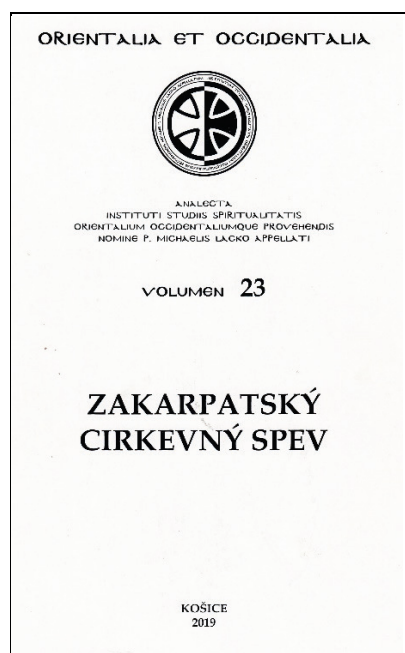 ORIENTALIA ET OCCIDENTALIA
ANALECTA
INSTITUTI STUDIIS SPIRITUALITATIS
ORIENTALIUM OCCIDENTALIUMQUE PROVEHENDIS
NOMINE P. MICHAELIS LACKO APPELLATI
VOLUMEN 23
ZAKARPATSKÝ
CIRKEVNÝ SPEV
KOŠICE
2019